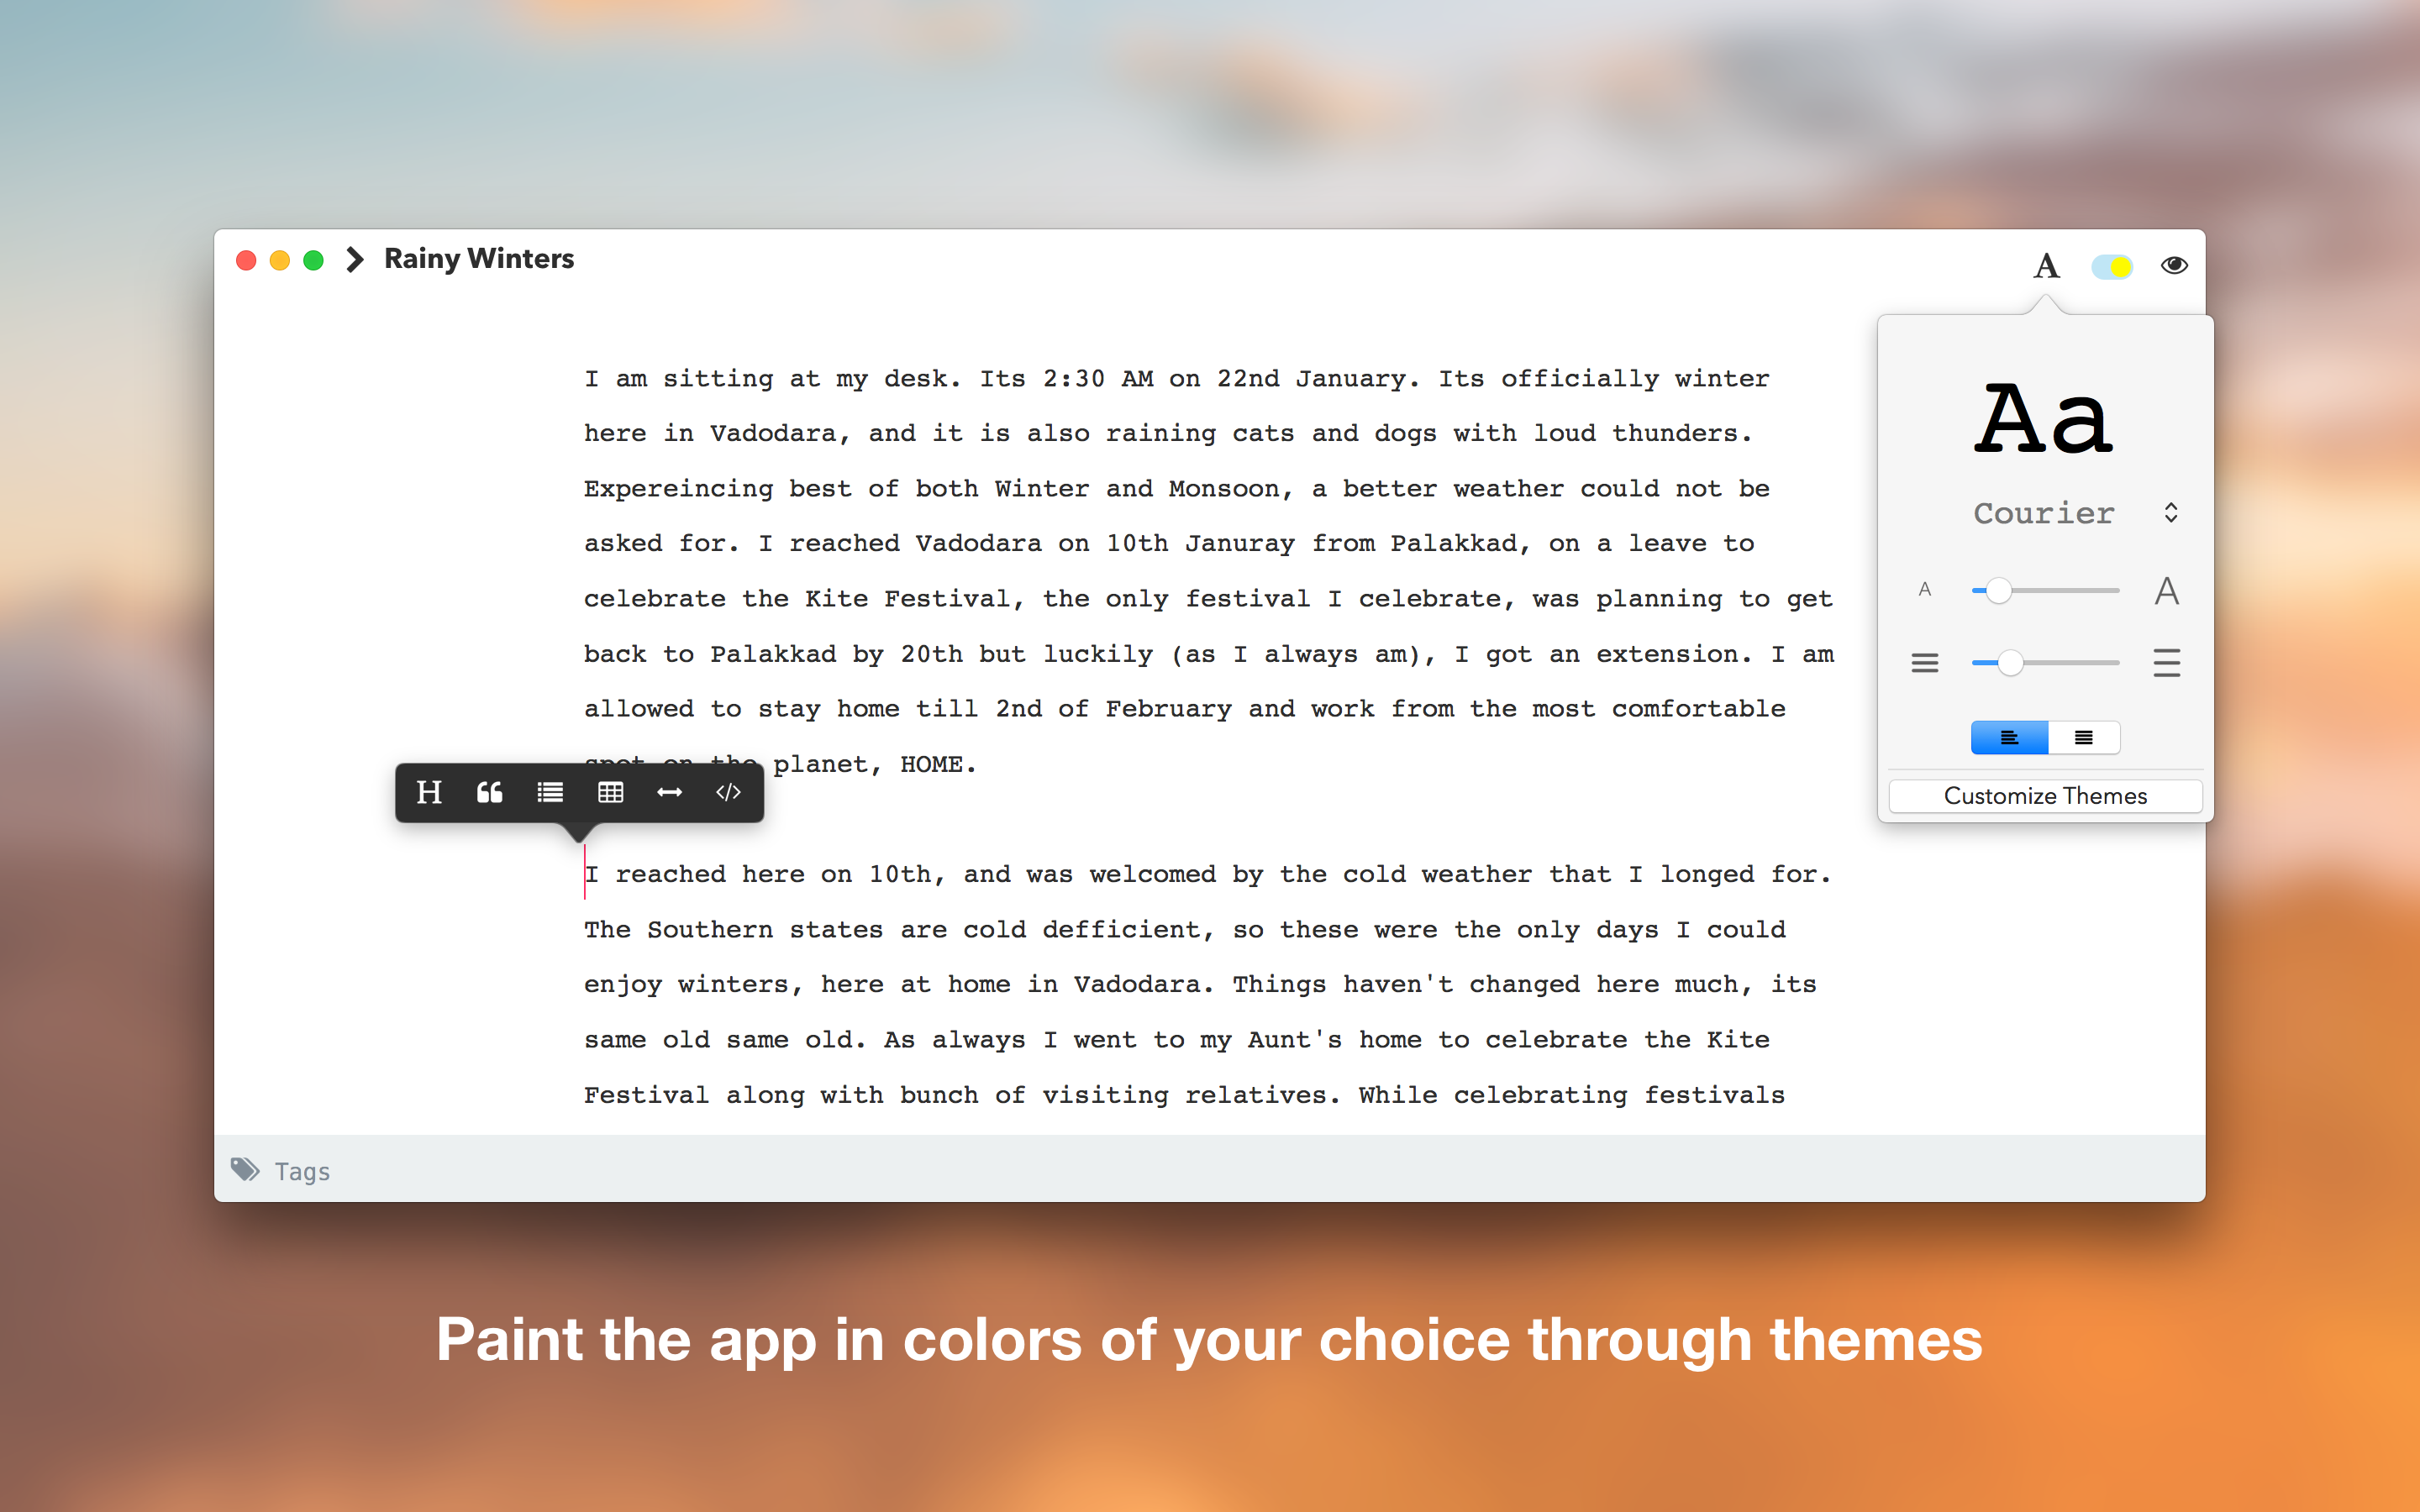 Rainy Winters
A
I am sitting at my desk. Its 2:30 AM on 22nd January. Its officially winter
here in Vadodara, and it is also raining cats and dogs with loud thunders.
Expereincing best of both Winter and Monsoon, a better weather could not be
asked for. I reached Vadodara on 10th Januray from Palakkad, on a leave to
celebrate the Kite Festival, the only festival I celebrate, was planning to get
back to Palakkad by 20th but luckily (as I always am), I got an extension. I am
allowed to stay home till 2nd of February and work from the most comfortable
spot on the planet, HOME.
I reached here on 10th, and was welcomed by the cold weather that I longed for.
The Southern states are cold defficient, so these were the only days I could
enjoy winters, here at home in Vadodara. Things haven't changed here much, its
same old same old. As always I went to my Aunt's home to celebrate the Kite
Festival along with bunch of visiting relatives. While celebrating festivals
H
Aa
Courier
A A
Customize Themes
Tags
Paint the app in colors of your choice through themes